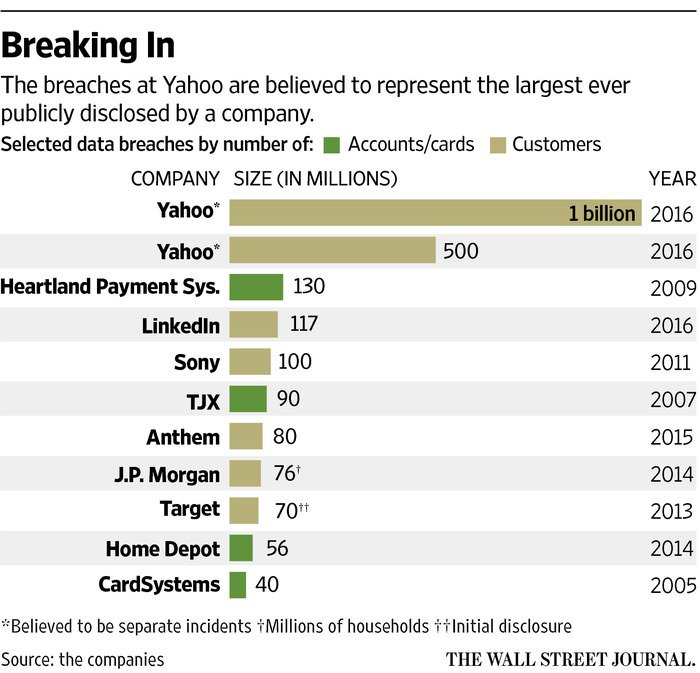 Breaking In
The breaches at Yahoo are believed to represent the largest ever
publicly disclosed by a company.
Selected data breaches by number of: Accounts/cards Customers
COMPANY SIZE (IN MILLIONS) YEAR
Yahoo* 1 billion 2016
Yahoo* 500 2016
Heartland Payment Sys. 130 2009
LinkedIn 117 2016
Sony 100 2011
TJX 90 2007
Anthem 80 2015
J.P. Morgan 76† 2014
Target 70†† 2013
Home Depot 56 2014
CardSystems 40 2005
*Believed to be separate incidents †Millions of households ††Initial disclosure
Source: the companies THE WALL STREET JOURNAL.